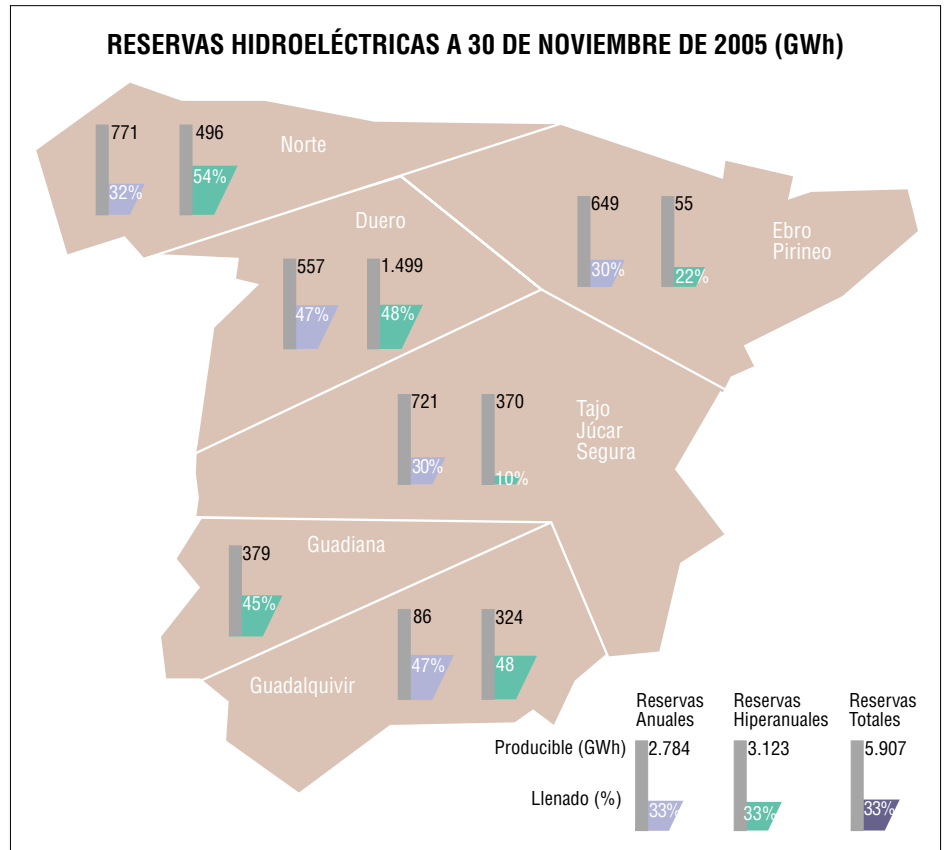 RESERVAS HIDROELÉCTRICAS A 30 DE NOVIEMBRE DE 2005 (GWh)
Norte
771
496
32%
54%
Duero
557
1.499
47%
48%
Ebro
Pirineo
649
55
30%
22%
Tajo
Júcar
Segura
721
370
30%
10%
Guadiana
379
45%
Guadalquivir
86
324
47%
48
Reservas
Anuales
Reservas
Hiperanuales
Reservas
Totales
Producible (GWh)
2.784
3.123
5.907
Llenado (%)
33%
33%
33%